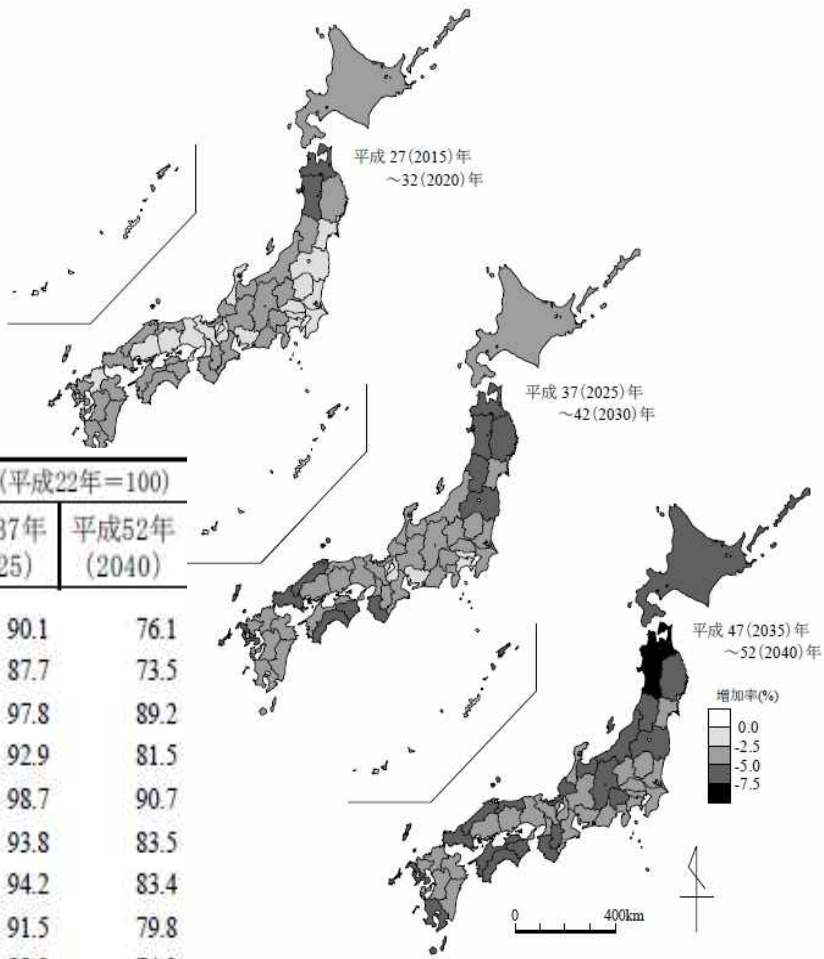 平成 27(2015)年
～32(2020)年
平成 37(2025)年
～42(2030)年
平成 47(2035)年
～52(2040)年
増加率(%)
0.0
-2.5
-5.0
-7.5
0 400km
(平成22年＝100)
37年 平成52年
25) (2040)
90.1 76.1
87.7 73.5
97.8 89.2
92.9 81.5
98.7 90.7
93.8 83.5
94.2 83.4
91.5 79.8